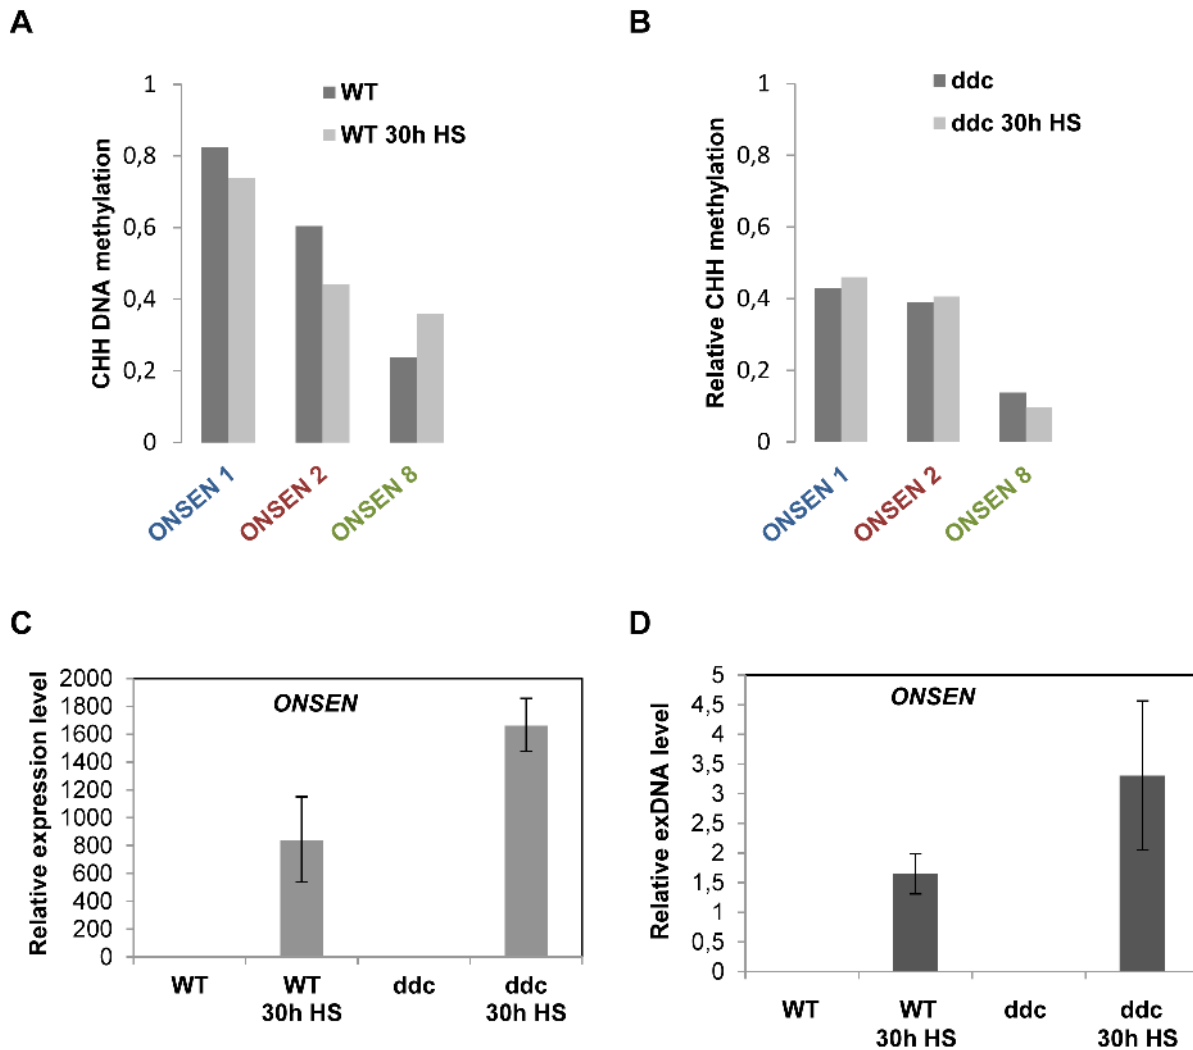 A
CHH DNA methylation
1
0,8
0,6
0,4
0,2
0
WT
WT 30h HS
ONSEN 1
ONSEN 2
ONSEN 8
B
Relative CHH methylation
1
0,8
0,6
0,4
0,2
0
ddc
ddc 30h HS
ONSEN 1
ONSEN 2
ONSEN 8
C
Relative expression level
2000
1800
1600
1400
1200
1000
800
600
400
200
0
ONSEN
WT
WT
30h HS
ddc
ddc
30h HS
D
Relative exDNA level
5
4,5
4
3,5
3
2,5
2
1,5
1
0,5
0
ONSEN
WT
WT
30h HS
ddc
ddc
30h HS